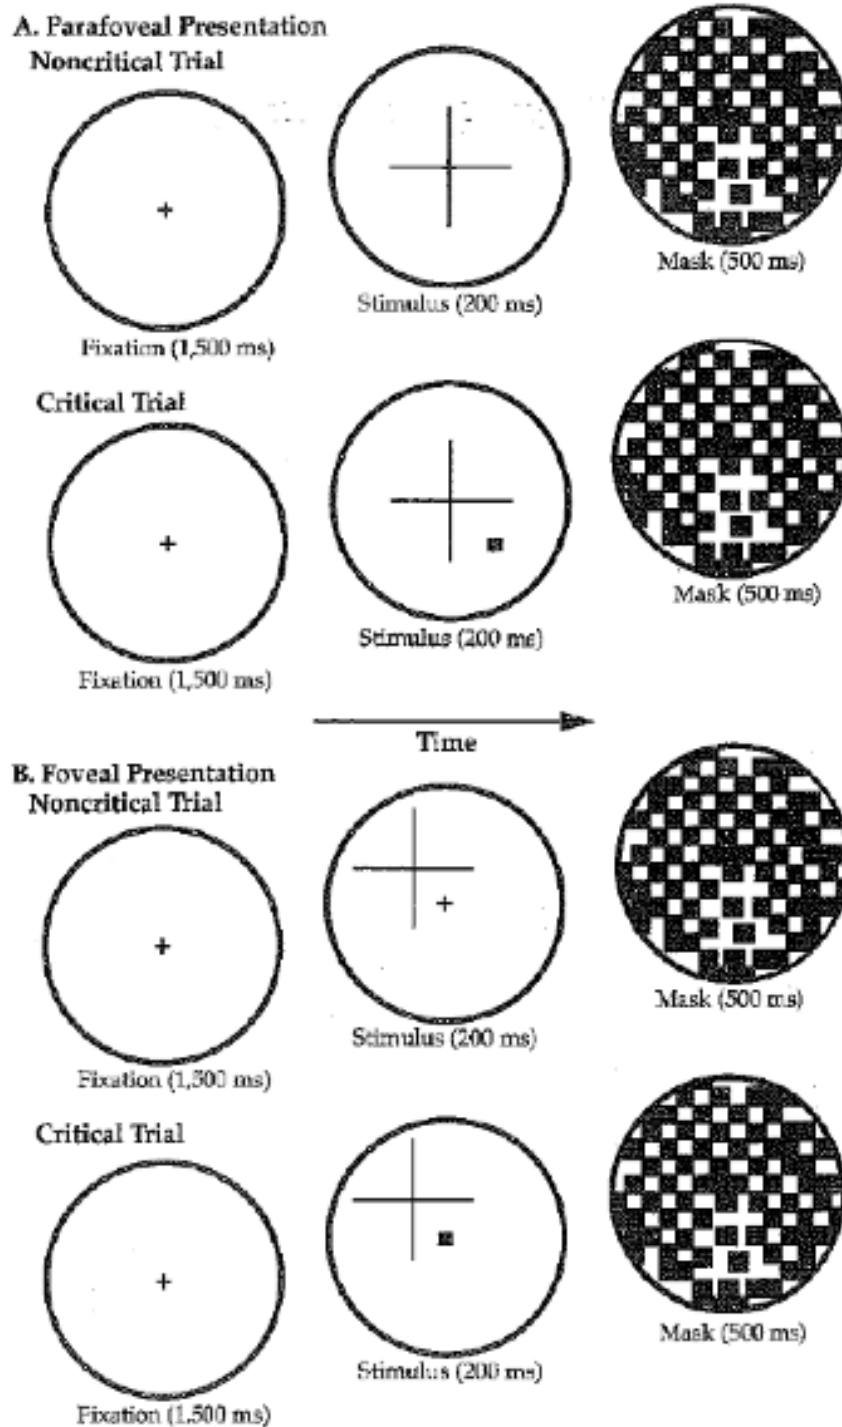 A. Parafoveal Presentation
Noncritical Trial
Fixation (1,500 ms)
Stimulus (200 ms)
Mask (500 ms)
Critical Trial
Fixation (1,500 ms)
Stimulus (200 ms)
Mask (500 ms)
Time
B. Foveal Presentation
Noncritical Trial
Fixation (1,500 ms)
Stimulus (200 ms)
Mask (500 ms)
Critical Trial
Fixation (1,500 ms)
Stimulus (200 ms)
Mask (500 ms)